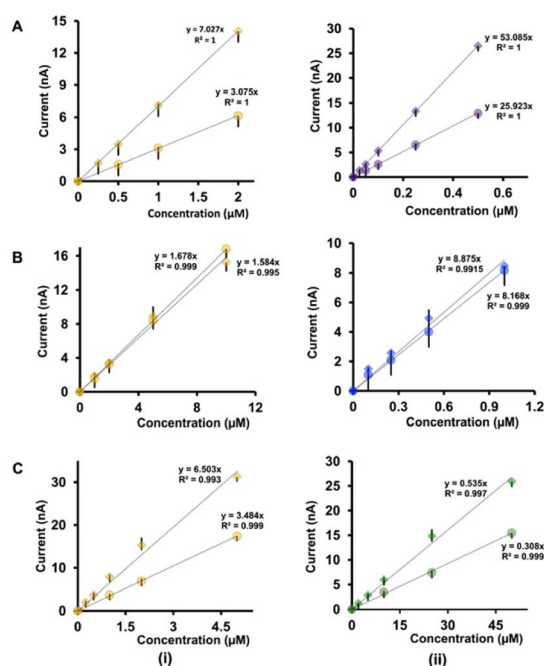 A
Current (nA)
15
12
9
6
3
0
y = 7.027x
R² = 1
y = 3.075x
R² = 1
0 0.5 1 1.5 2
Concentration (µM)
Current (nA)
30
25
20
15
10
5
0
y = 53.085x
R² = 1
y = 25.923x
R² = 1
0 0.2 0.4 0.6
Concentration (µM)
B
Current (nA)
16
12
8
4
0
y = 1.678x
R² = 0.999
y = 1.584x
R² = 0.995
0 3 6 9 12
Concentration (µM)
Current (nA)
10
8
6
4
2
0
y = 8.875x
R² = 0.9915
y = 8.168x
R² = 0.999
0 0.3 0.6 0.9 1.2
Concentration (µM)
C
Current (nA)
30
20
10
0
y = 6.503x
R² = 0.993
y = 3.484x
R² = 0.999
0 1.5 3 4.5
Concentration (µM)
(i)
Current (nA)
30
25
20
15
10
5
0
y = 0.535x
R² = 0.997
y = 0.308x
R² = 0.999
0 15 30 45
Concentration (µM)
(ii)